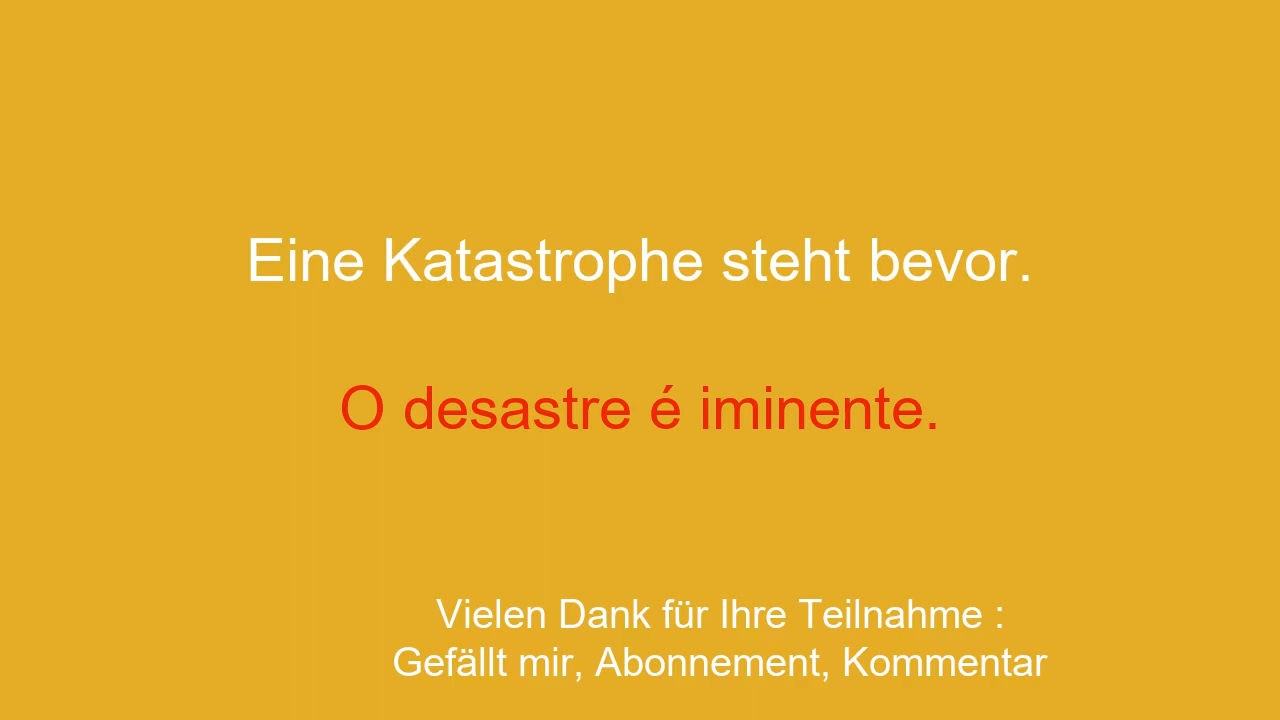 Eine Katastrophe steht bevor.
O desastre é iminente.
Vielen Dank für Ihre Teilnahme :
Gefällt mir, Abonnement, Kommentar